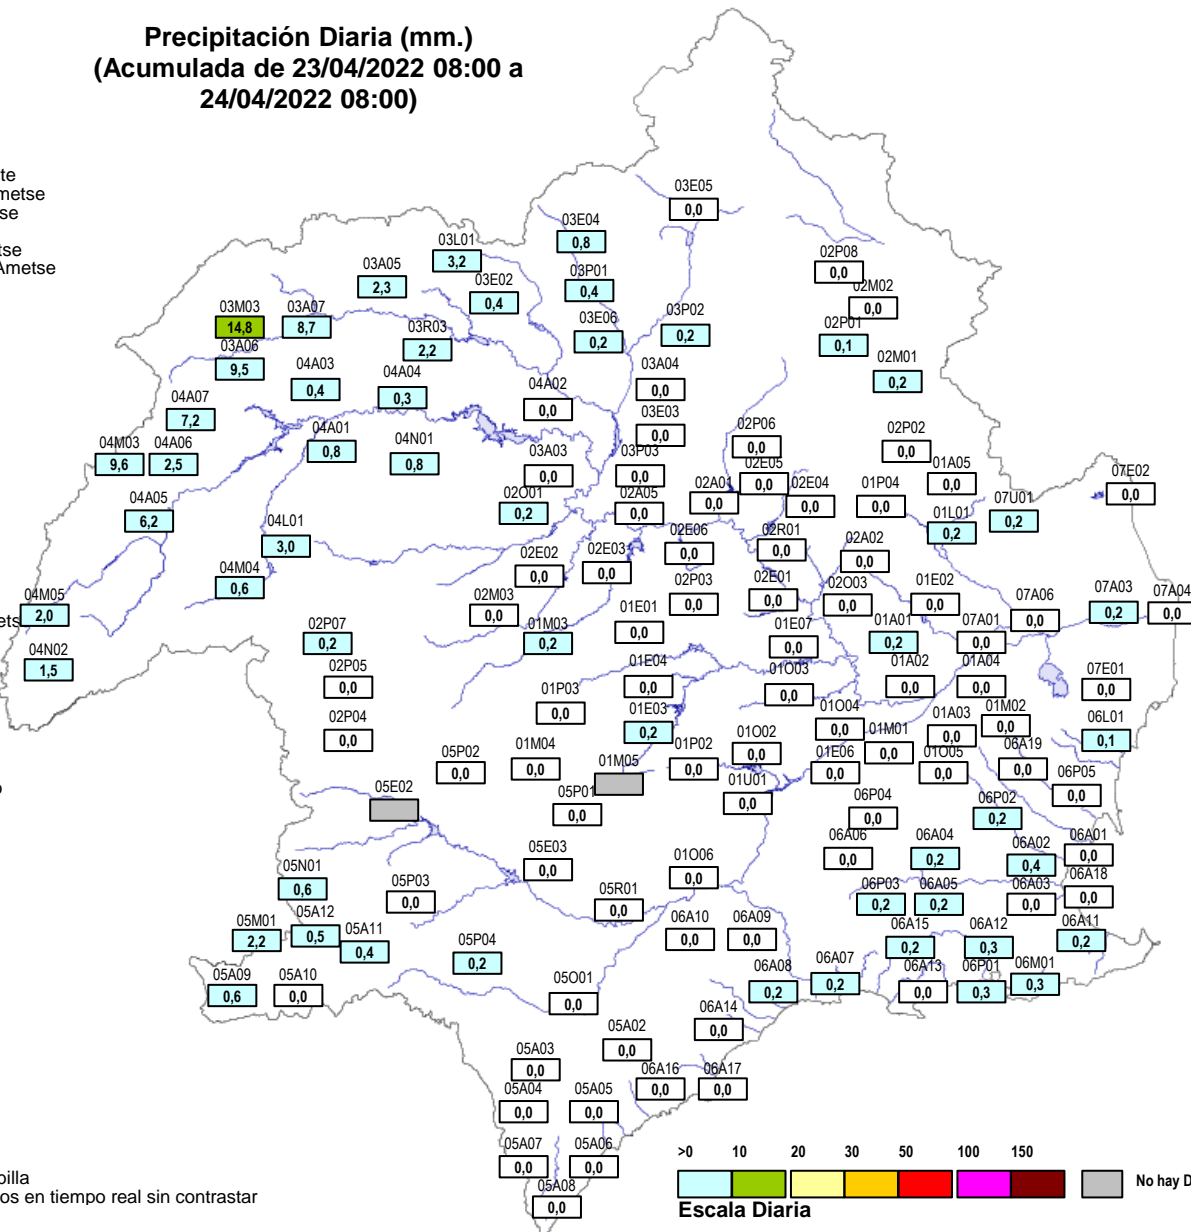 Precipitación Diaria (mm.)
(Acumulada de 23/04/2022 08:00 a
24/04/2022 08:00)
te
metse
se
tse
Ametse
03E05
0,0
03E04
0,8
03L01
3,2
03A05
2,3
03E02
0,4
03P01
0,4
02P08
0,0
02M02
0,0
03M03
14,8
03A07
8,7
03R03
2,2
03E06
0,2
03P02
0,2
02P01
0,1
03A06
9,5
04A03
0,4
04A04
0,3
04A02
0,0
03A04
0,0
02M01
0,2
04A07
7,2
03E03
0,0
04M03
9,6
04A06
2,5
04A01
0,8
04N01
0,8
03A03
0,0
03P03
0,0
02P06
0,0
02P02
0,0
02E05
0,0
01A05
0,0
07E02
0,0
04A05
6,2
02O01
0,2
02A05
0,0
02A01
0,0
02E04
0,0
01P04
0,0
07U01
0,2
01L01
0,2
04L01
3,0
02E02
0,0
02E03
0,0
02E06
0,0
02R01
0,0
02A02
0,0
04M04
0,6
04M05
2,0
ets
02M03
0,0
02P03
0,0
02E01
0,0
02O03
0,0
01E02
0,0
07A06
0,0
07A03
0,2
07A04
0,0
04N02
1,5
02P07
0,2
01M03
0,2
01E01
0,0
01E07
0,0
01A01
0,2
07A01
0,0
02P05
0,0
01E04
0,0
01O03
0,0
01A02
0,0
01A04
0,0
07E01
0,0
02P04
0,0
01P03
0,0
01E03
0,2
01O04
0,0
01M01
0,0
01A03
0,0
01M02
0,0
06L01
0,1
05P02
0,0
01M04
0,0
01M05
01P02
0,0
01O02
0,0
01E06
0,0
01O05
0,0
06A19
0,0
06P05
0,0
o
05E02
05P01
0,0
01U01
0,0
06P04
0,0
06P02
0,2
05E03
0,0
01O06
0,0
06A06
0,0
06A04
0,2
06A02
0,4
06A01
0,0
05N01
0,6
05P03
0,0
05R01
0,0
06P03
0,2
06A05
0,2
06A03
0,0
06A18
0,0
05M01
2,2
05A12
0,5
05A11
0,4
05P04
0,2
06A10
0,0
06A09
0,0
06A15
0,2
06A12
0,3
06A11
0,2
05A09
0,6
05A10
0,0
05O01
0,0
06A08
0,2
06A07
0,2
06A13
0,0
06P01
0,3
06M01
0,3
06A14
0,0
05A02
0,0
05A03
0,0
06A16
0,0
06A17
0,0
05A04
0,0
05A05
0,0
05A07
0,0
05A06
0,0
05A08
0,0
>0 10 20 30 50 100 150
No hay D
Escala Diaria
oilla
os en tiempo real sin contrastar